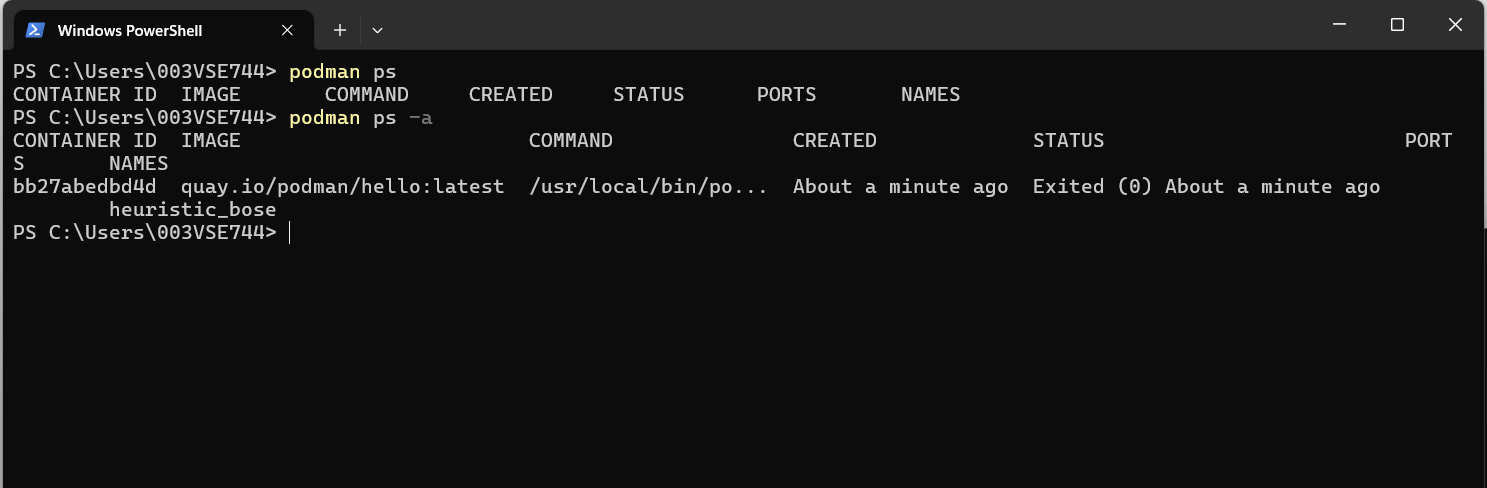 Windows PowerShell
PS C:\Users\003VSE744> podman ps
CONTAINER ID  IMAGE       COMMAND     CREATED     STATUS      PORTS       NAMES
PS C:\Users\003VSE744> podman ps -a
CONTAINER ID  IMAGE                        COMMAND               CREATED             STATUS                         PORT
S       NAMES
bb27abedbd4d  quay.io/podman/hello:latest  /usr/local/bin/po...  About a minute ago  Exited (0) About a minute ago
        heuristic_bose
PS C:\Users\003VSE744>